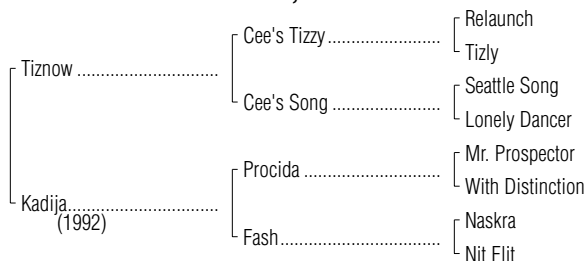 Relaunch
Cee's Tizzy
Tizly
Tiznow
Seattle Song
Cee's Song
Lonely Dancer
Mr. Prospector
Procida
With Distinction
Kadija
(1992)
Naskra
Fash
Nit Flit